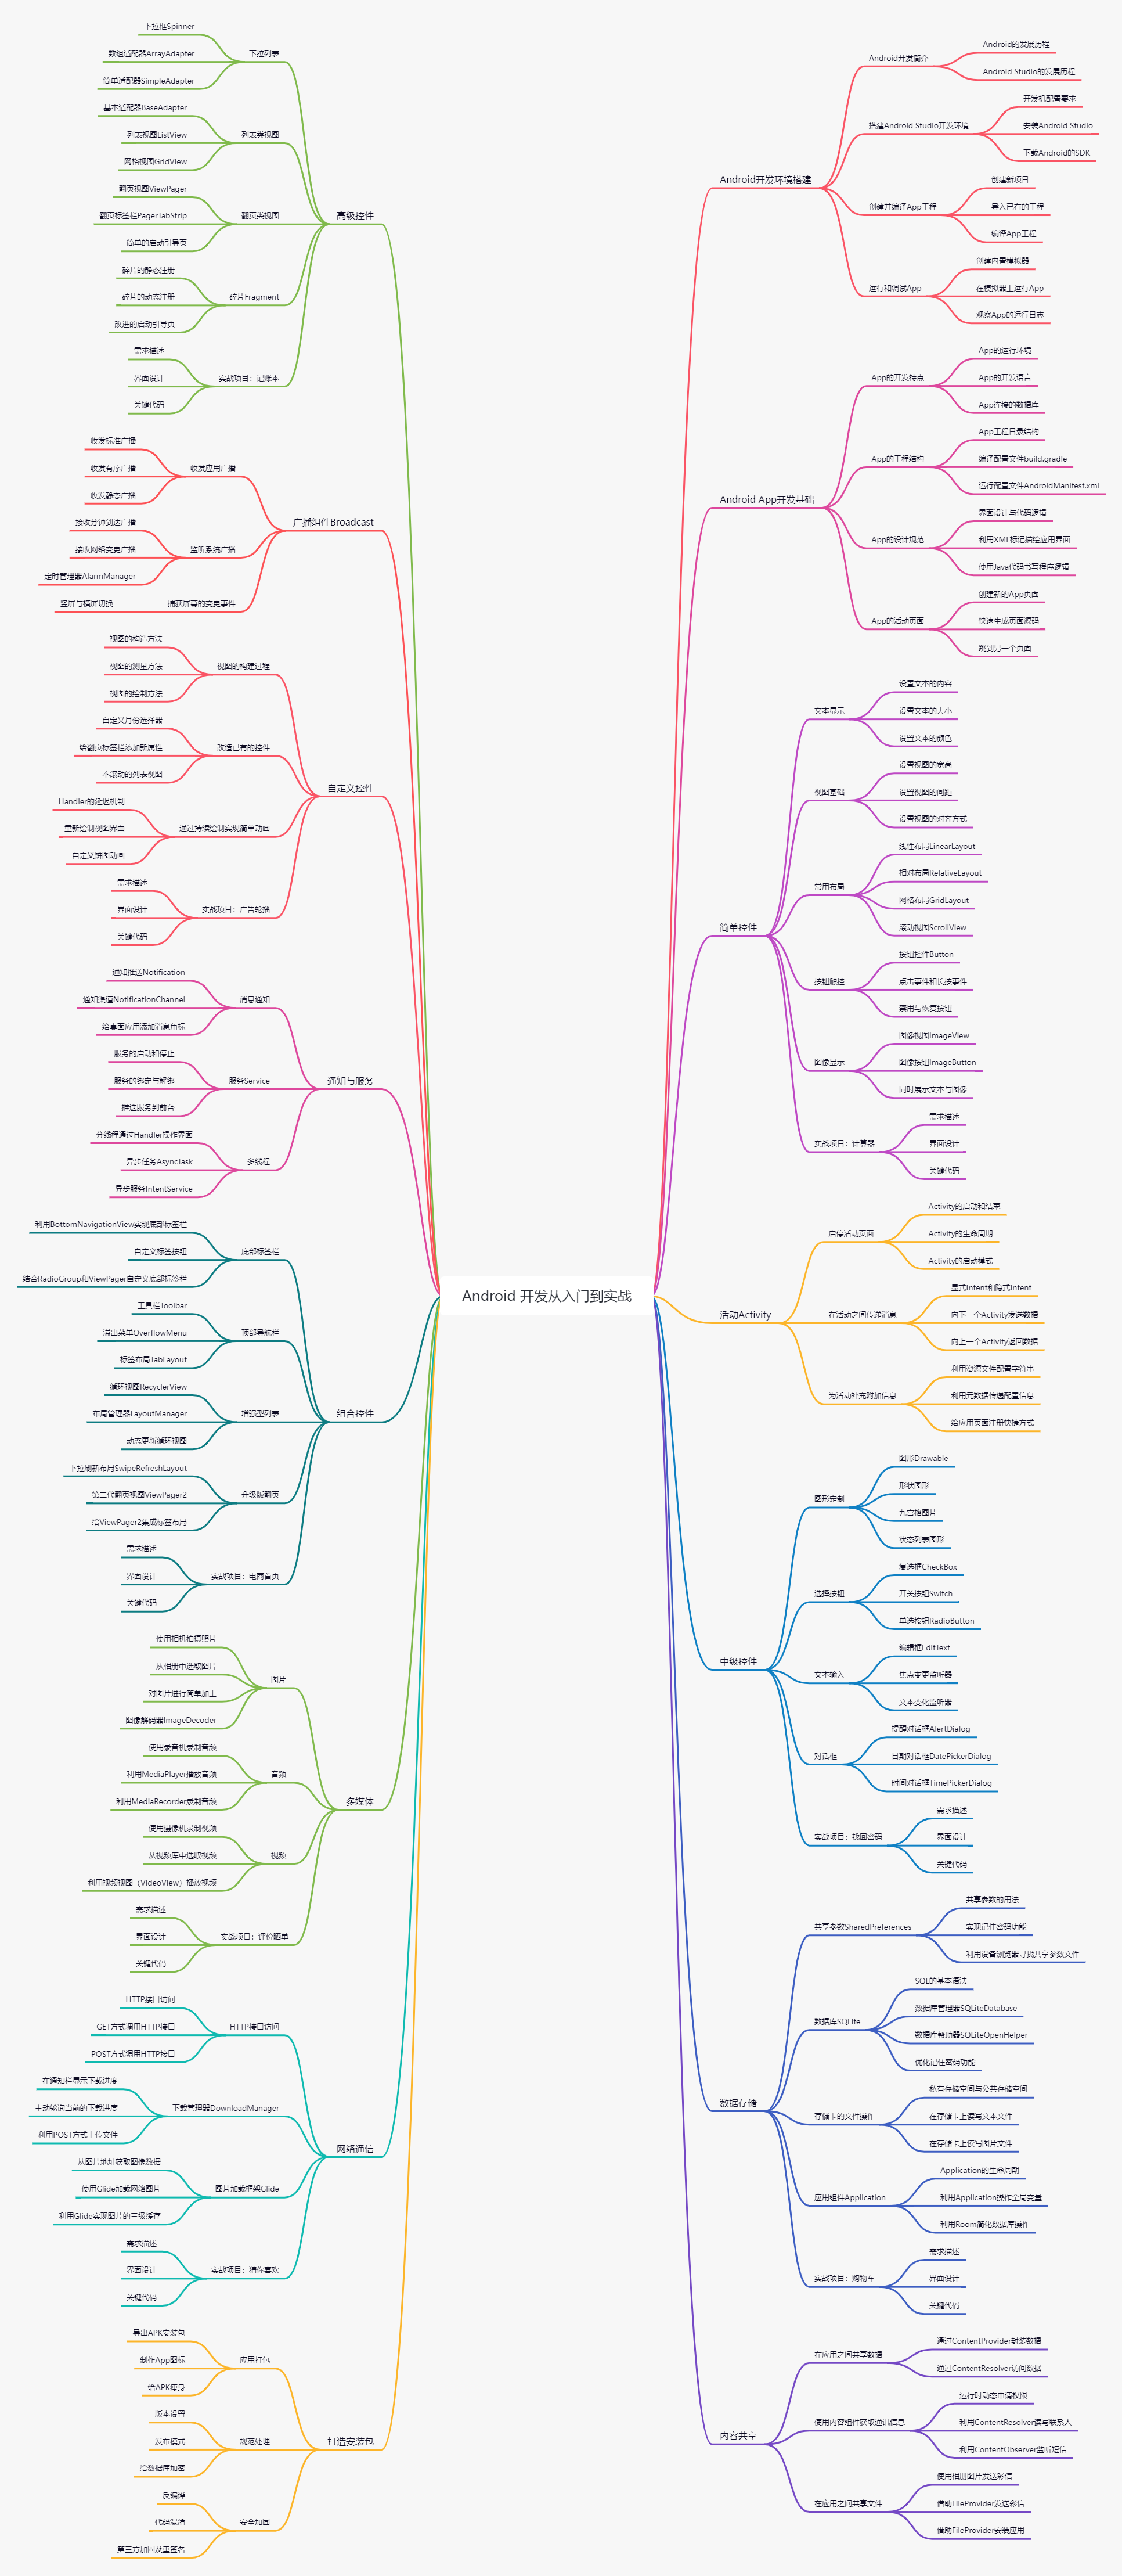 Android 开发从入门到实战
Android开发环境搭建
Android开发简介
Android的发展历程
Android Studio的发展历程
搭建Android Studio开发环境
开发机配置要求
安装Android Studio
下载Android的SDK
创建并编译App工程
创建新项目
导入已有的工程
编译App工程
运行和调试App
创建内置模拟器
在模拟器上运行App
观察App的运行日志
Android App开发基础
App的开发特点
App的运行环境
App的开发语言
App连接的数据库
App的工程结构
App工程目录结构
编译配置文件build.gradle
运行配置文件AndroidManifest.xml
App的设计规范
界面设计与代码逻辑
利用XML标记描绘应用界面
使用Java代码书写程序逻辑
App的活动页面
创建新的App页面
快速生成页面源码
跳到另一个页面
简单控件
文本显示
设置文本的内容
设置文本的大小
设置文本的颜色
视图基础
设置视图的宽高
设置视图的间距
设置视图的对齐方式
常用布局
线性布局LinearLayout
相对布局RelativeLayout
网格布局GridLayout
滚动视图ScrollView
按钮触控
按钮控件Button
点击事件和长按事件
禁用与恢复按钮
图像显示
图像视图ImageView
图像按钮ImageButton
同时展示文本与图像
实战项目：计算器
需求描述
界面设计
关键代码
活动Activity
启停活动页面
Activity的启动和结束
Activity的生命周期
Activity的启动模式
在活动之间传递消息
显式Intent和隐式Intent
向下一个Activity发送数据
向上一个Activity返回数据
为活动补充附加信息
利用资源文件配置字符串
利用元数据传递配置信息
给应用页面注册快捷方式
中级控件
图形定制
图形Drawable
形状图形
九宫格图片
状态列表图形
选择按钮
复选框CheckBox
开关按钮Switch
单选按钮RadioButton
文本输入
编辑框EditText
焦点变更监听器
文本变化监听器
对话框
提醒对话框AlertDialog
日期对话框DatePickerDialog
时间对话框TimePickerDialog
实战项目：找回密码
需求描述
界面设计
关键代码
数据存储
共享参数SharedPreferences
共享参数的用法
实现记住密码功能
利用设备浏览器寻找共享参数文件
数据库SQLite
SQL的基本语法
数据库管理器SQLiteDatabase
数据库帮助器SQLiteOpenHelper
优化记住密码功能
存储卡的文件操作
私有存储空间与公共存储空间
在存储卡上读写文本文件
在存储卡上读写图片文件
应用组件Application
Application的生命周期
利用Application操作全局变量
利用Room简化数据库操作
实战项目：购物车
需求描述
界面设计
关键代码
内容共享
在应用之间共享数据
通过ContentProvider封装数据
通过ContentResolver访问数据
使用内容组件获取通讯信息
运行时动态申请权限
利用ContentResolver读写联系人
利用ContentObserver监听短信
在应用之间共享文件
使用相册图片发送彩信
借助FileProvider发送彩信
借助FileProvider安装应用
高级控件
下拉列表
下拉框Spinner
数组适配器ArrayAdapter
简单适配器SimpleAdapter
列表类视图
基本适配器BaseAdapter
列表视图ListView
网格视图GridView
翻页类视图
翻页视图ViewPager
翻页标签栏PagerTabStrip
简单的启动引导页
碎片Fragment
碎片的静态注册
碎片的动态注册
改进的启动引导页
实战项目：记账本
需求描述
界面设计
关键代码
广播组件Broadcast
收发应用广播
收发标准广播
收发有序广播
收发静态广播
监听系统广播
接收分钟到达广播
接收网络变更广播
定时管理器AlarmManager
捕获屏幕的变更事件
竖屏与横屏切换
自定义控件
视图的构建过程
视图的构造方法
视图的测量方法
视图的绘制方法
改造已有的控件
自定义月份选择器
给翻页标签栏添加新属性
不滚动的列表视图
通过持续绘制实现简单动画
Handler的延迟机制
重新绘制视图界面
自定义饼图动画
实战项目：广告轮播
需求描述
界面设计
关键代码
通知与服务
消息通知
通知推送Notification
通知渠道NotificationChannel
给桌面应用添加消息角标
服务Service
服务的启动和停止
服务的绑定与解绑
推送服务到前台
多线程
分线程通过Handler操作界面
异步任务AsyncTask
异步服务IntentService
组合控件
底部标签栏
利用BottomNavigationView实现底部标签栏
自定义标签按钮
结合RadioGroup和ViewPager自定义底部标签栏
顶部导航栏
工具栏Toolbar
溢出菜单OverflowMenu
标签布局TabLayout
增强型列表
循环视图RecyclerView
布局管理器LayoutManager
动态更新循环视图
升级版翻页
下拉刷新布局SwipeRefreshLayout
第二代翻页视图ViewPager2
给ViewPager2集成标签布局
实战项目：电商首页
需求描述
界面设计
关键代码
多媒体
图片
使用相机拍摄照片
从相册中选取图片
对图片进行简单加工
图像解码器ImageDecoder
音频
使用录音机录制音频
利用MediaPlayer播放音频
利用MediaRecorder录制音频
视频
使用摄像机录制视频
从视频库中选取视频
利用视频视图（VideoView）播放视频
实战项目：评价晒单
需求描述
界面设计
关键代码
网络通信
HTTP接口访问
HTTP接口访问
GET方式调用HTTP接口
POST方式调用HTTP接口
下载管理器DownloadManager
在通知栏显示下载进度
主动轮询当前的下载进度
利用POST方式上传文件
图片加载框架Glide
从图片地址获取图像数据
使用Glide加载网络图片
利用Glide实现图片的三级缓存
实战项目：猜你喜欢
需求描述
界面设计
关键代码
打造安装包
应用打包
导出APK安装包
制作App图标
给APK瘦身
规范处理
版本设置
发布模式
给数据库加密
安全加固
反编译
代码混淆
第三方加固及重签名